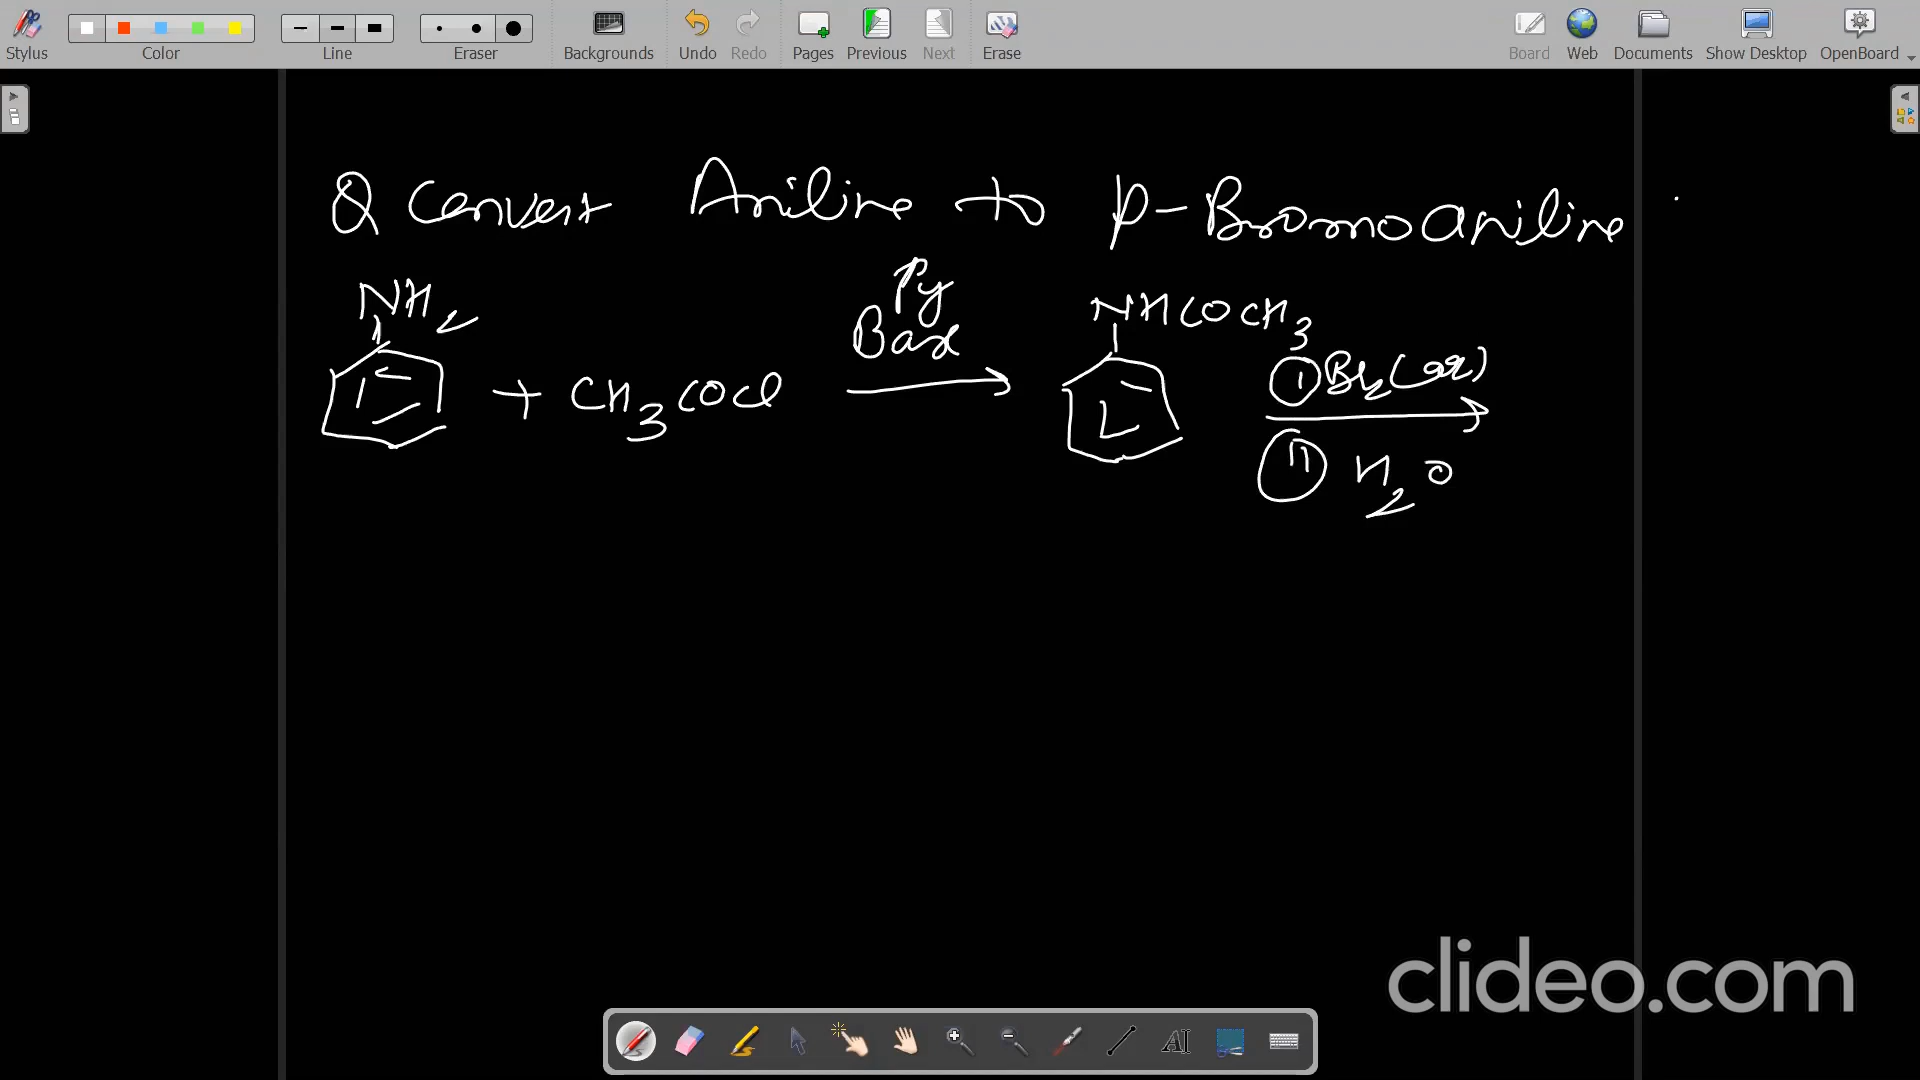 Stylus Color Line Eraser Backgrounds Undo Redo Pages Previous Next Erase Board Web Documents Show Desktop OpenBoard
Q Convert Aniline to p-Bromoaniline
NH2 + CH3COCl
Py
Base
NHCOCH3
① Br2 (aq)
② H2O
AI
clideo.com